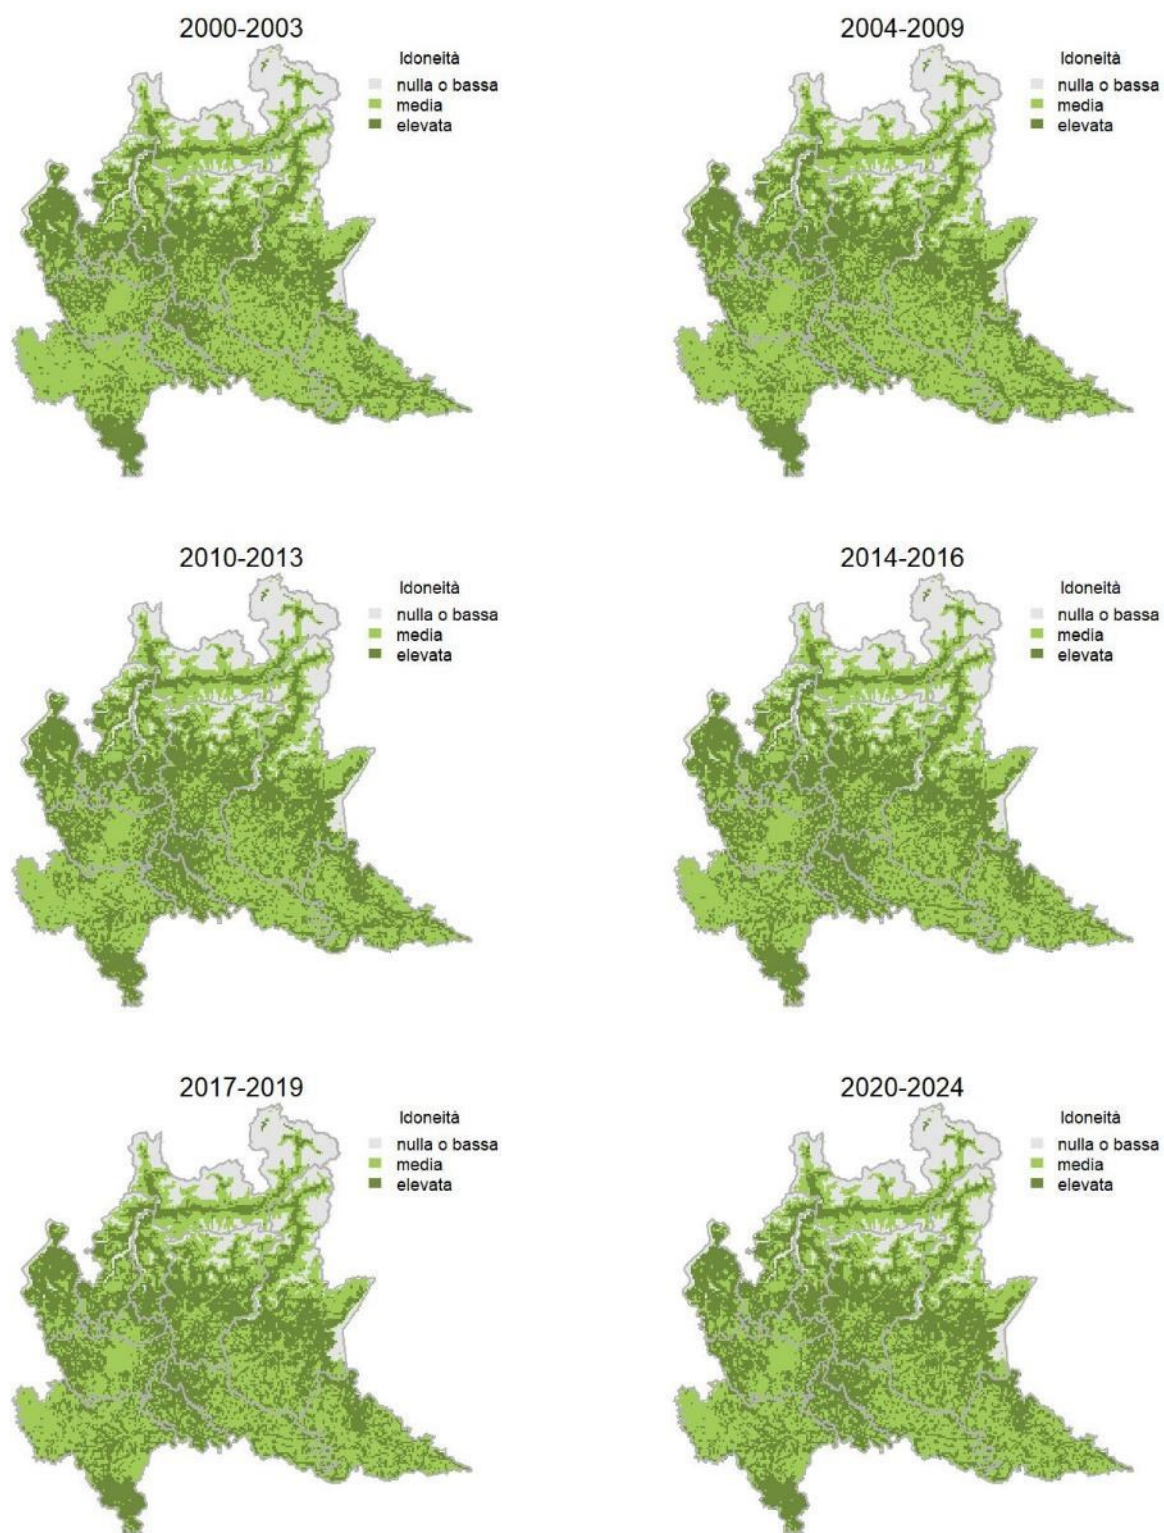 2000-2003
Idoneità
nulla o bassa
media
elevata
2004-2009
Idoneità
nulla o bassa
media
elevata
2010-2013
Idoneità
nulla o bassa
media
elevata
2014-2016
Idoneità
nulla o bassa
media
elevata
2017-2019
Idoneità
nulla o bassa
media
elevata
2020-2024
Idoneità
nulla o bassa
media
elevata